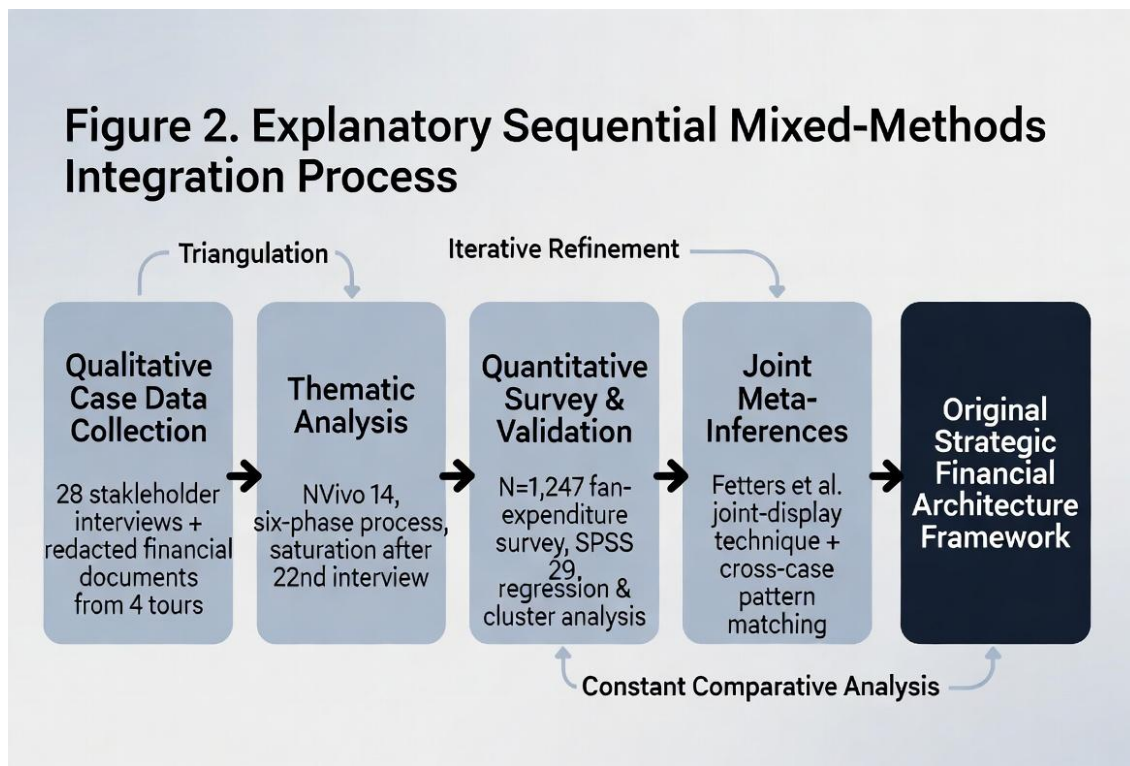 Figure 2. Explanatory Sequential Mixed-Methods
Integration Process
Triangulation
Iterative Refinement
Qualitative
Case Data
Collection
28 stakleholder
interviews +
redacted financial
documents
from 4 tours
Thematic
Analysis
NVivo 14,
six-phase process,
saturation after
22nd interview
Quantitative
Survey &
Validation
N=1,247 fan-
expenditure
survey, SPSS
29,
regression &
cluster analysis
Joint
Meta-
Inferences
Fetters et al.
joint-display
technique +
cross-case
pattern
matching
Original
Strategic
Financial
Architecture
Framework
Constant Comparative Analysis